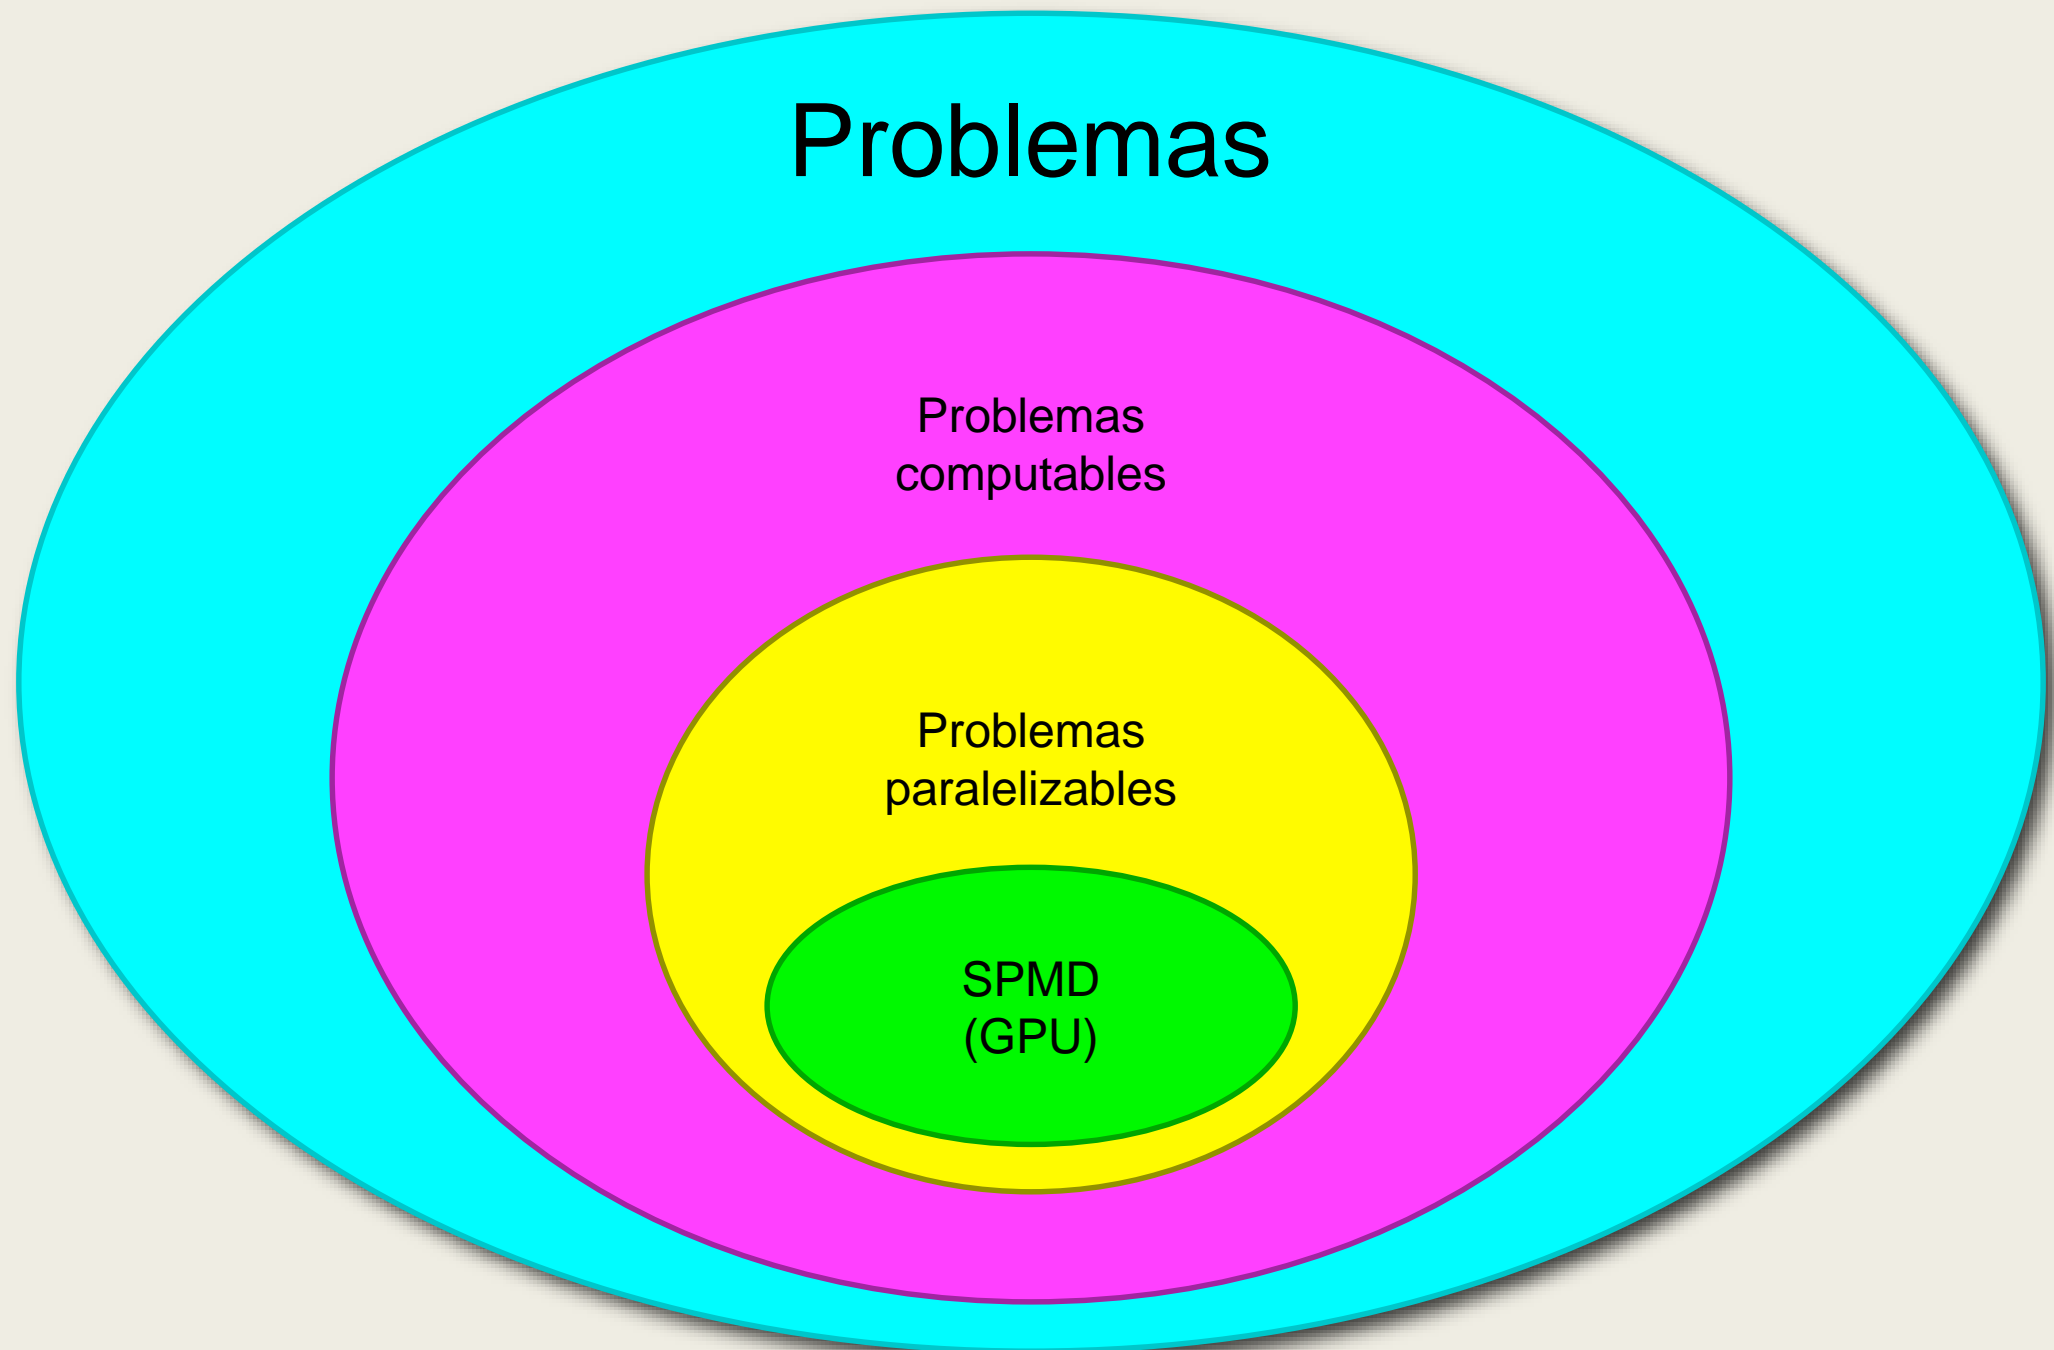 Problemas
Problemas
computables
Problemas
paralelizables
SPMD
(GPU)